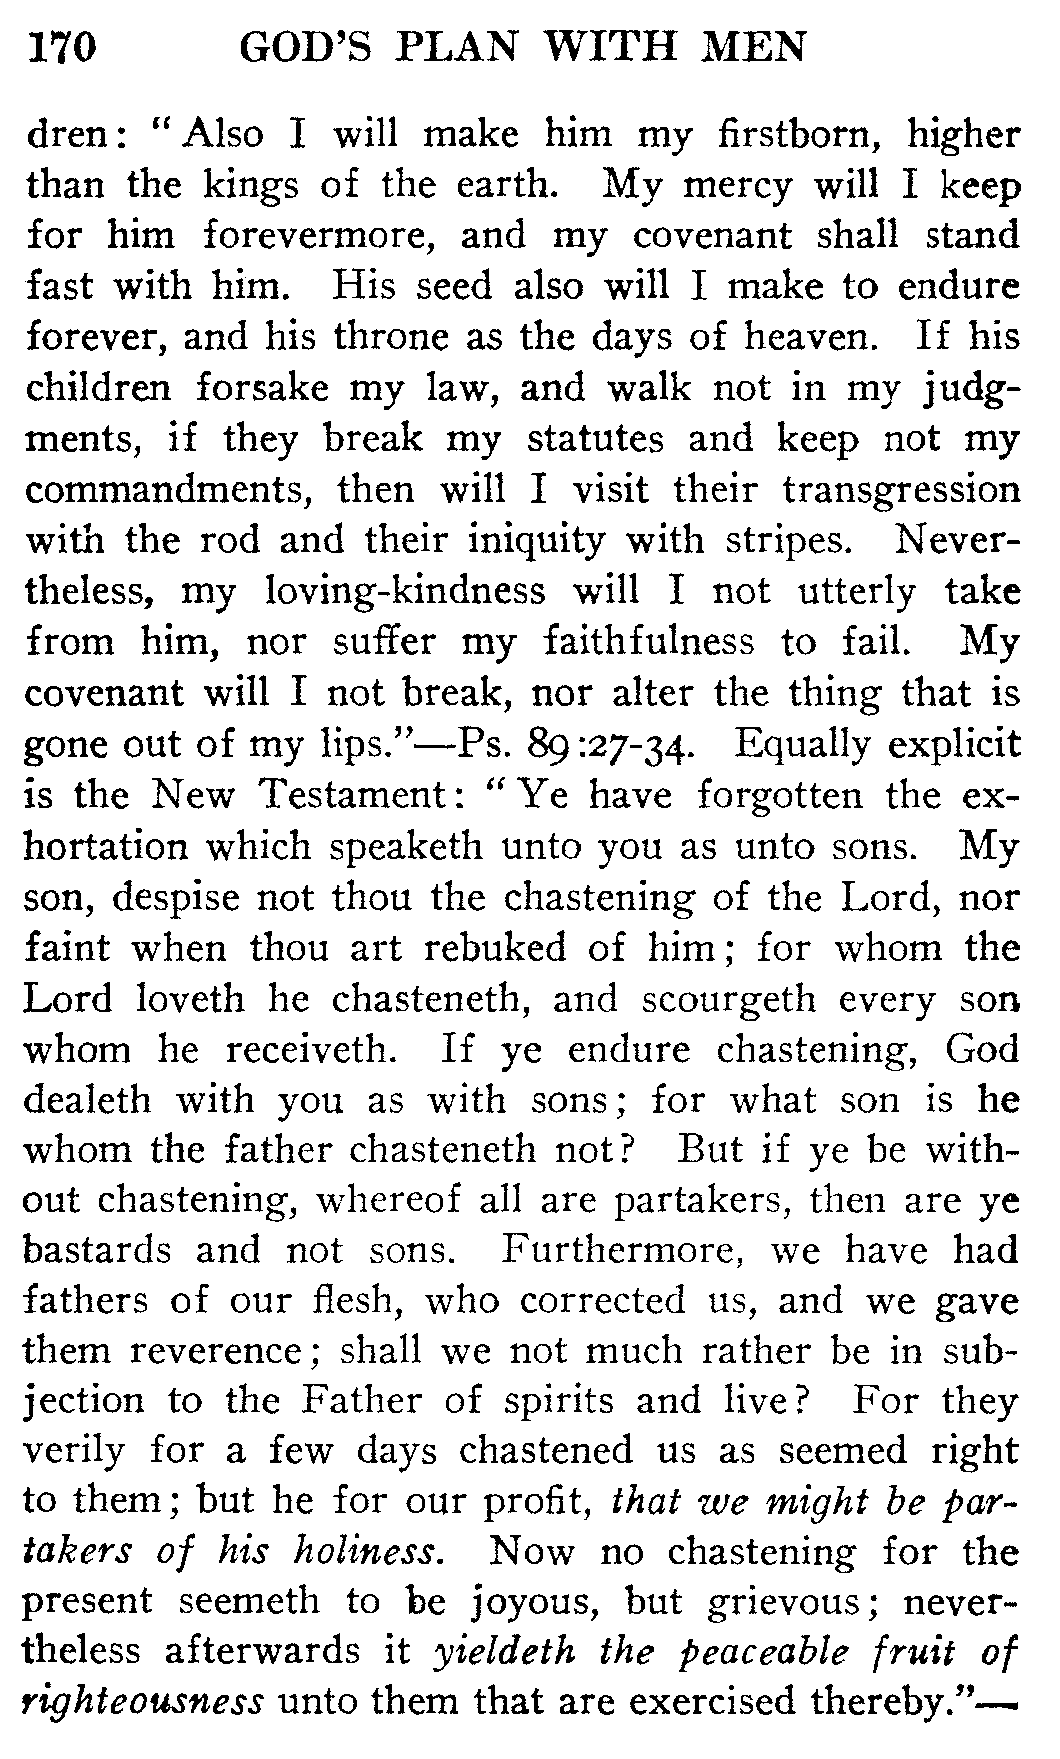 170 GOD'S PLAN WITH MEN
dren: "Also I will make him my firstborn, higher
than the kings of the earth. My mercy will I keep
for him forevermore, and my covenant shall stand
fast with him. His seed also will I make to endure
forever, and his throne as the days of heaven. If his
children forsake my law, and walk not in my judg-
ments, if they break my statutes and keep not my
commandments, then will I visit their transgression
with the rod and their iniquity with stripes. Never-
theless, my loving-kindness will I not utterly take
from him, nor suffer my faithfulness to fail. My
covenant will I not break, nor alter the thing that is
gone out of my lips."—Ps. 89:27-34. Equally explicit
is the New Testament: "Ye have forgotten the ex-
hortation which speaketh unto you as unto sons. My
son, despise not thou the chastening of the Lord, nor
faint when thou art rebuked of him; for whom the
Lord loveth he chasteneth, and scourgeth every son
whom he receiveth. If ye endure chastening, God
dealeth with you as with sons; for what son is he
whom the father chasteneth not? But if ye be with-
out chastening, whereof all are partakers, then are ye
bastards and not sons. Furthermore, we have had
fathers of our flesh, who corrected us, and we gave
them reverence; shall we not much rather be in sub-
jection to the Father of spirits and live? For they
verily for a few days chastened us as seemed right
to them; but he for our profit, that we might be par-
takers of his holiness. Now no chastening for the
present seemeth to be joyous, but grievous; never-
theless afterwards it yieldeth the peaceable fruit of
righteousness unto them that are exercised thereby."—